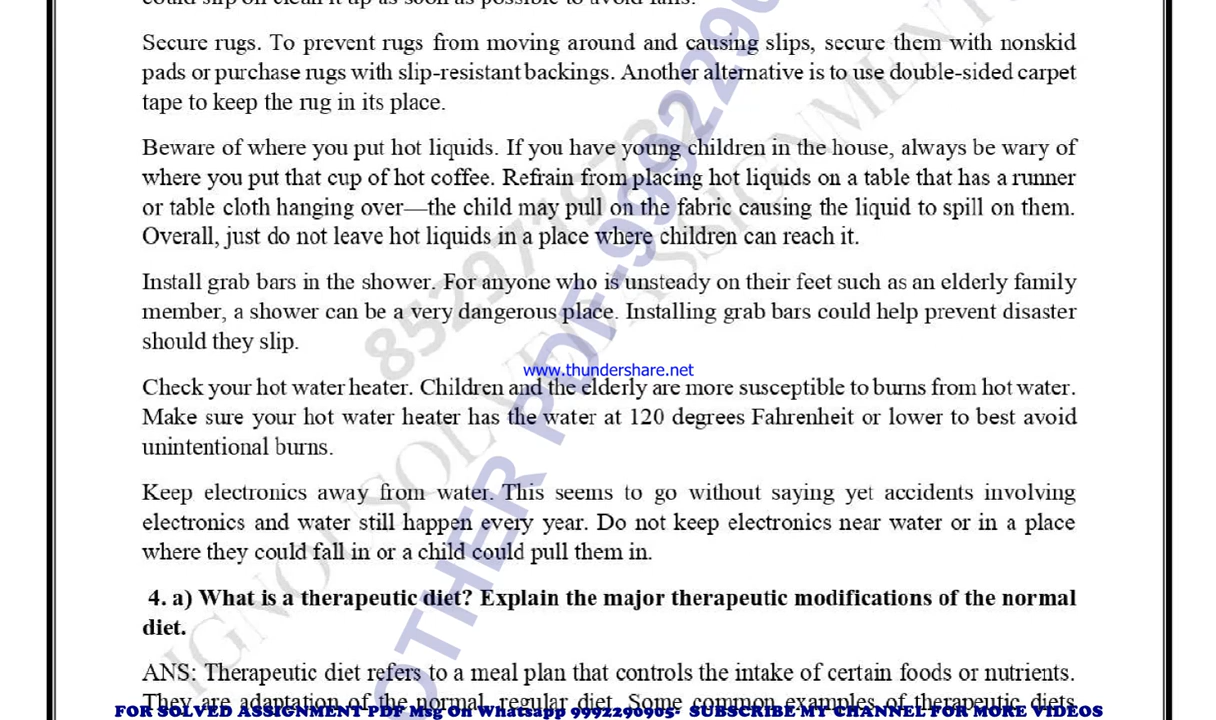 could slip on clean it up as soon as possible to avoid falls.
Secure rugs. To prevent rugs from moving around and causing slips, secure them with nonskid
pads or purchase rugs with slip-resistant backings. Another alternative is to use double-sided carpet
tape to keep the rug in its place.
Beware of where you put hot liquids. If you have young children in the house, always be wary of
where you put that cup of hot coffee. Refrain from placing hot liquids on a table that has a runner
or table cloth hanging over—the child may pull on the fabric causing the liquid to spill on them.
Overall, just do not leave hot liquids in a place where children can reach it.
Install grab bars in the shower. For anyone who is unsteady on their feet such as an elderly family
member, a shower can be a very dangerous place. Installing grab bars could help prevent disaster
should they slip.
www.thundershare.net
Check your hot water heater. Children and the elderly are more susceptible to burns from hot water.
Make sure your hot water heater has the water at 120 degrees Fahrenheit or lower to best avoid
unintentional burns.
Keep electronics away from water. This seems to go without saying yet accidents involving
electronics and water still happen every year. Do not keep electronics near water or in a place
where they could fall in or a child could pull them in.
4. a) What is a therapeutic diet? Explain the major therapeutic modifications of the normal
diet.
ANS: Therapeutic diet refers to a meal plan that controls the intake of certain foods or nutrients.
They are adaptation of the normal, regular diet. Some common examples of therapeutic diets
FOR SOLVED ASSIGNMENT PDF Msg On Whatsapp 9992290905- SUBSCRIBE MY CHANNEL FOR MORE VIDEOS
IGNOU SOLVED ASSIGNMENTS
OTHER PDF-9992290